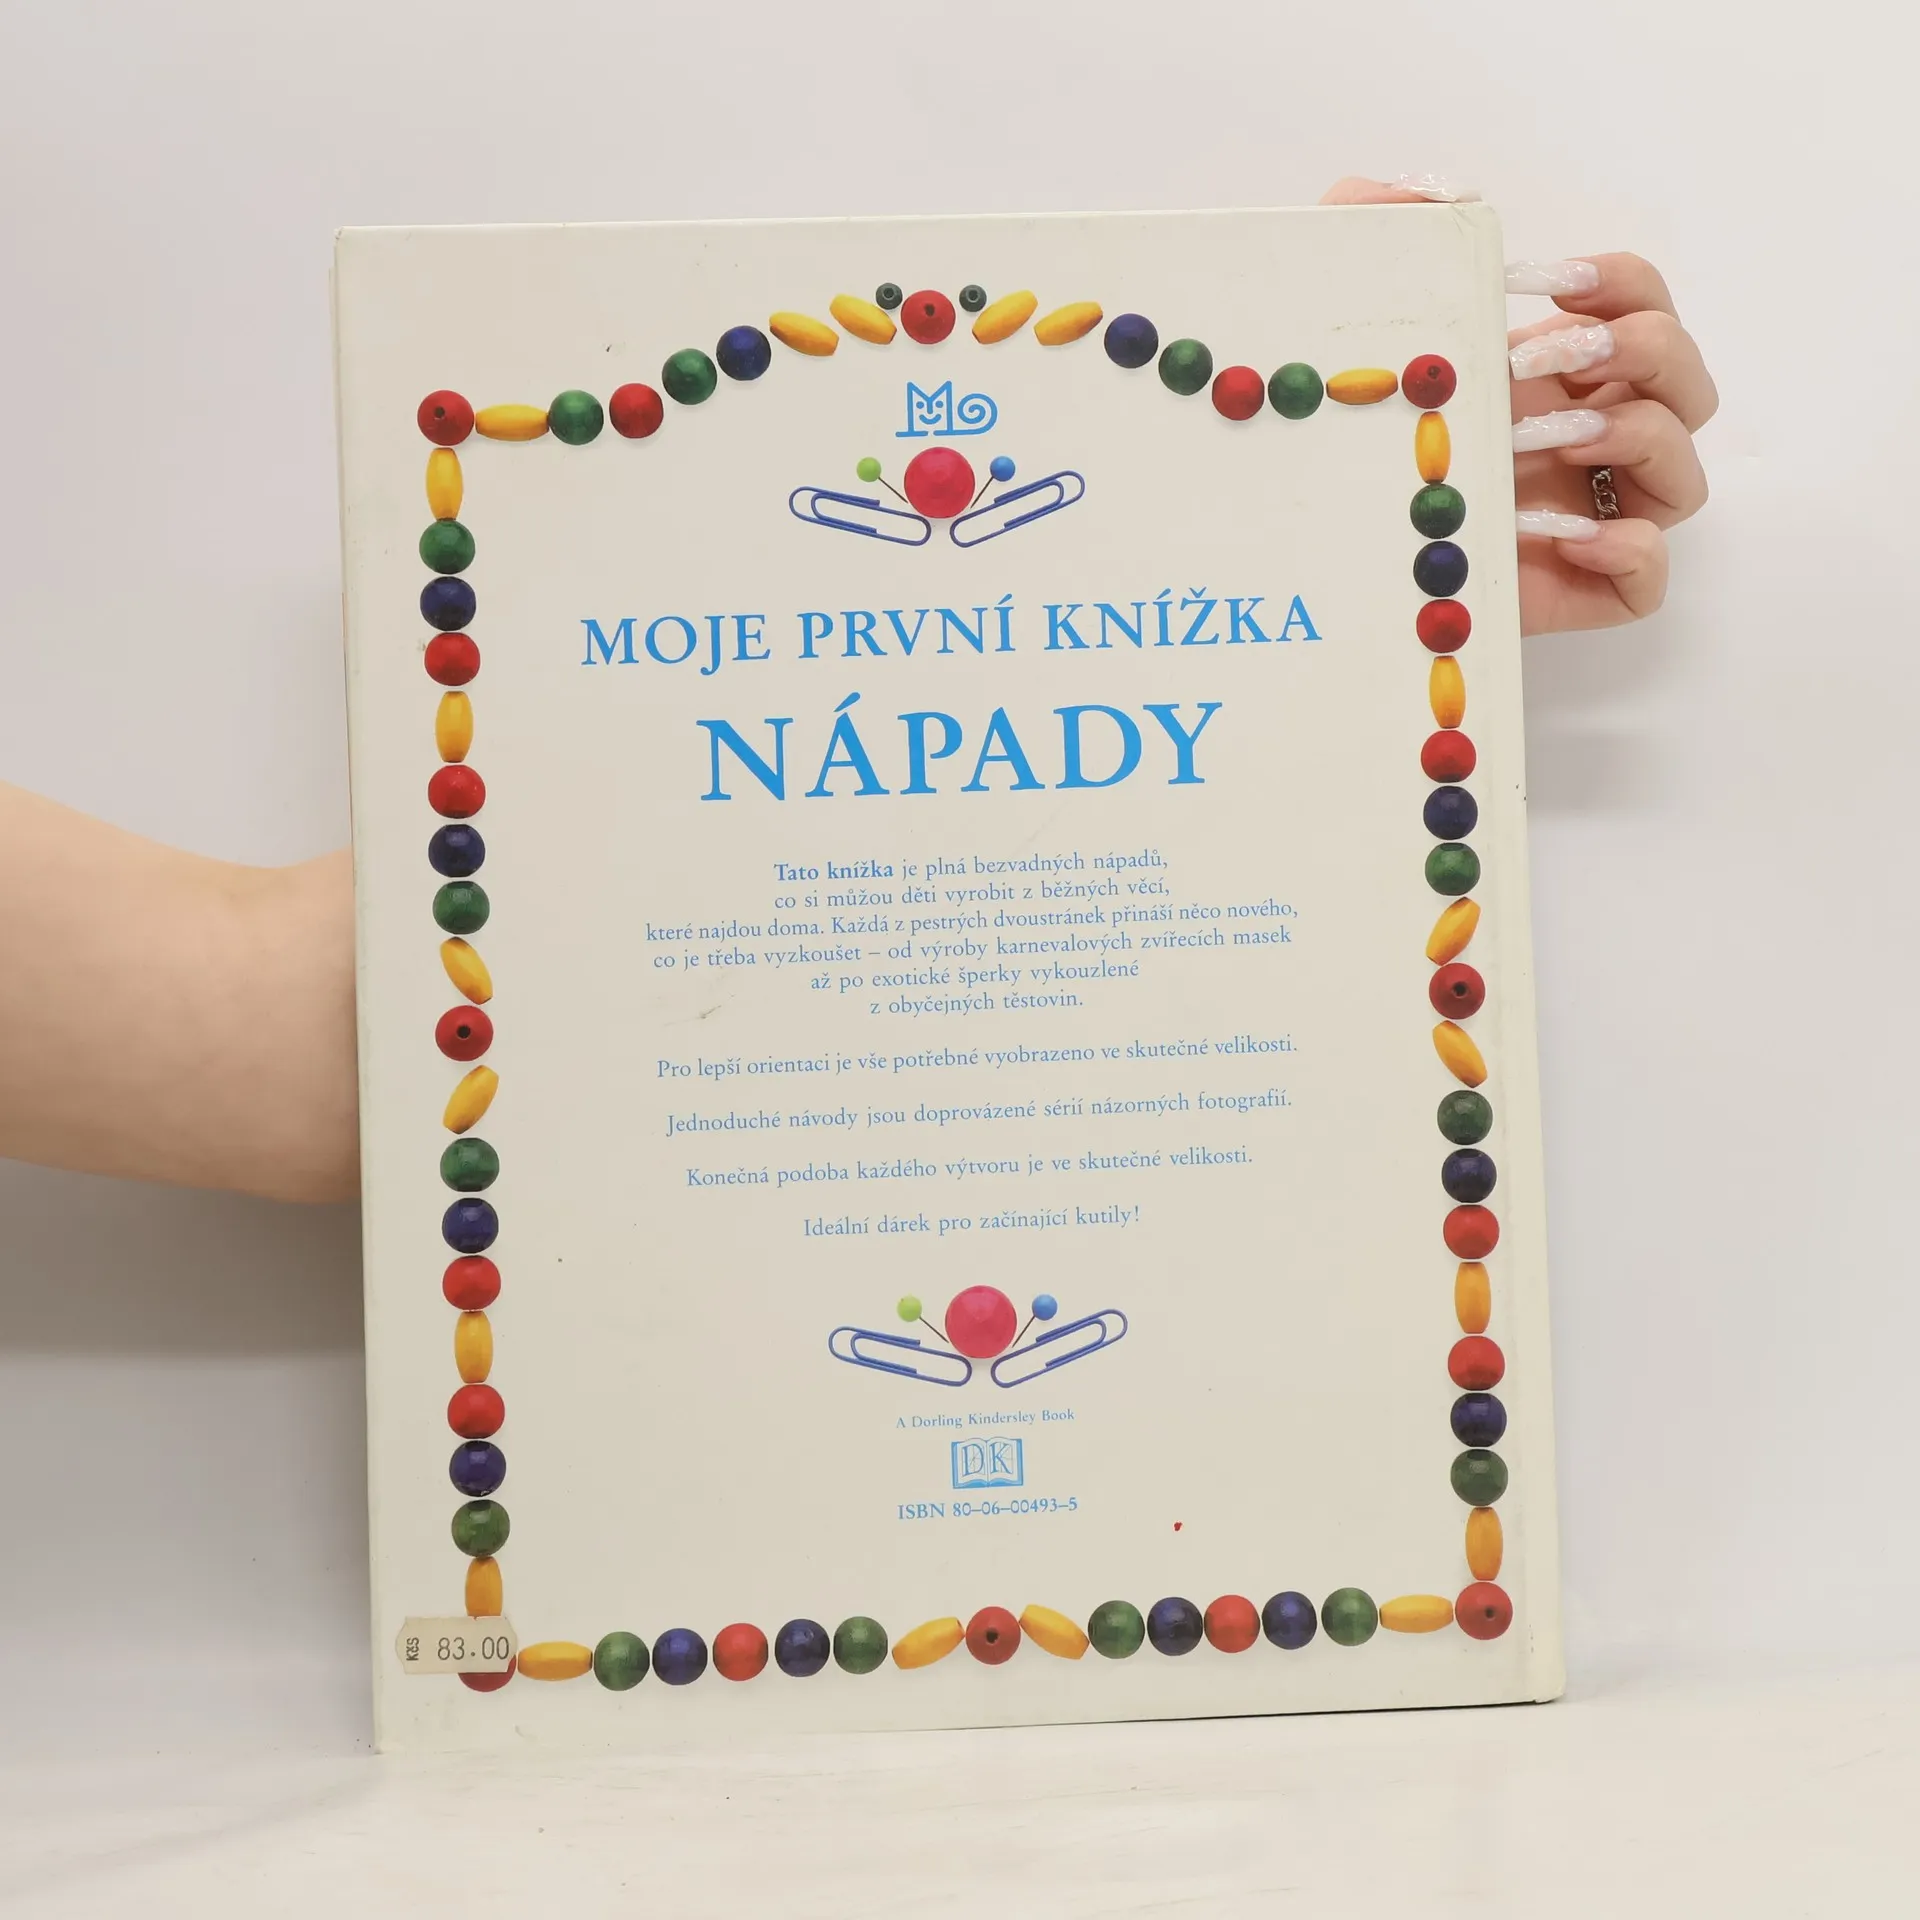 MOJE PRVNÍ KNÍŽKA
NÁPADY
Tato knížka je plná bezvadných nápadů,
co si můžou děti vyrobit z běžných věcí,
které najdou doma. Každá z pestrých dvoustránek přináší něco nového,
co je třeba vyzkoušet – od výroby karnevalových zvířecích masek
až po exotické šperky vykouzlené
z obyčejných těstovin.
Pro lepší orientaci je vše potřebné vyobrazeno ve skutečné velikosti.
Jednoduché návody jsou doprovázené sérií názorných fotografií.
Konečná podoba každého výtvoru je ve skutečné velikosti.
Ideální dárek pro začínající kutily!
A Dorling Kindersley Book
DK
ISBN 80–06–00493–5
Kčs 83.00